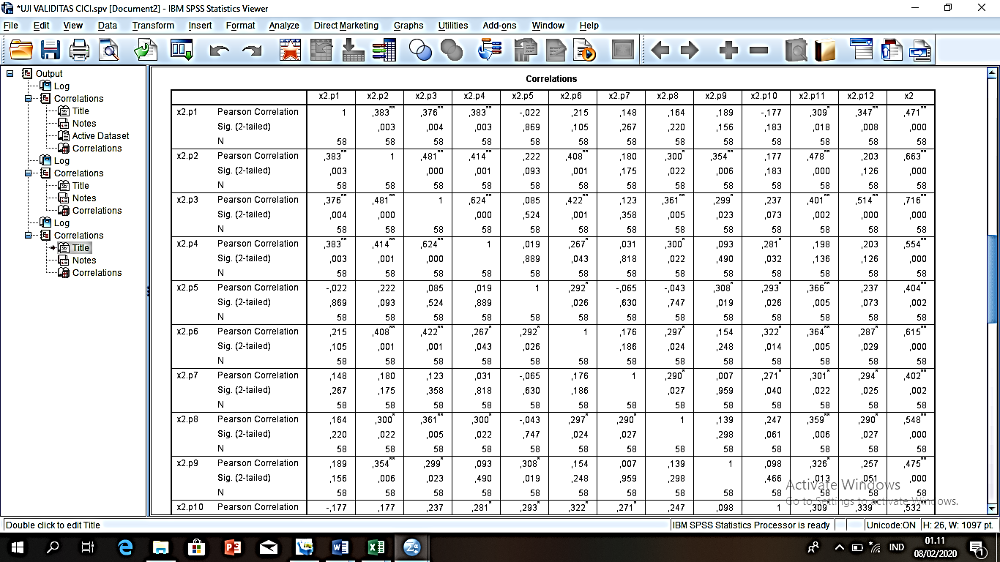 *UJI VALIDITAS CICI.spv [Document2] - IBM SPSS Statistics Viewer
File Edit View Data Transform Insert Format Analyze Direct Marketing Graphs Utilities Add-ons Window Help
Output
Log
Correlations
Title
Notes
Active Dataset
Correlations
Log
Correlations
Title
Notes
Correlations
Log
Correlations
Title
Notes
Correlations
Correlations
x2.p1 x2.p2 x2.p3 x2.p4 x2.p5 x2.p6 x2.p7 x2.p8 x2.p9 x2.p10 x2.p11 x2.p12 x2
x2.p1 Pearson Correlation 1 ,383** ,376** ,383** -,022 ,215 ,148 ,164 ,189 -,177 ,309* ,347** ,471**
Sig. (2-tailed) ,003 ,004 ,003 ,869 ,105 ,267 ,220 ,156 ,183 ,018 ,008 ,000
N 58 58 58 58 58 58 58 58 58 58 58 58 58
x2.p2 Pearson Correlation ,383** 1 ,481** ,414** ,222 ,408** ,180 ,300* ,354** ,177 ,478** ,203 ,663**
Sig. (2-tailed) ,003 ,000 ,001 ,093 ,001 ,175 ,022 ,006 ,183 ,000 ,126 ,000
N 58 58 58 58 58 58 58 58 58 58 58 58 58
x2.p3 Pearson Correlation ,376** ,481** 1 ,624** ,085 ,422** ,123 ,361** ,299* ,237 ,401** ,514** ,716**
Sig. (2-tailed) ,004 ,000 ,000 ,524 ,001 ,358 ,005 ,023 ,073 ,002 ,000 ,000
N 58 58 58 58 58 58 58 58 58 58 58 58 58
x2.p4 Pearson Correlation ,383** ,414** ,624** 1 ,019 ,267* ,031 ,300* ,093 ,281* ,198 ,203 ,554**
Sig. (2-tailed) ,003 ,001 ,000 ,889 ,043 ,818 ,022 ,490 ,032 ,136 ,126 ,000
N 58 58 58 58 58 58 58 58 58 58 58 58 58
x2.p5 Pearson Correlation -,022 ,222 ,085 ,019 1 ,292* -,065 -,043 ,308* ,293* ,366** ,237 ,404**
Sig. (2-tailed) ,869 ,093 ,524 ,889 ,026 ,630 ,747 ,019 ,026 ,005 ,073 ,002
N 58 58 58 58 58 58 58 58 58 58 58 58 58
x2.p6 Pearson Correlation ,215 ,408** ,422** ,267* ,292* 1 ,176 ,297* ,154 ,322* ,364** ,287* ,615**
Sig. (2-tailed) ,105 ,001 ,001 ,043 ,026 ,186 ,024 ,248 ,014 ,005 ,029 ,000
N 58 58 58 58 58 58 58 58 58 58 58 58 58
x2.p7 Pearson Correlation ,148 ,180 ,123 ,031 -,065 ,176 1 ,290* ,007 ,271* ,301* ,294* ,402**
Sig. (2-tailed) ,267 ,175 ,358 ,818 ,630 ,186 ,027 ,959 ,040 ,022 ,025 ,002
N 58 58 58 58 58 58 58 58 58 58 58 58 58
x2.p8 Pearson Correlation ,164 ,300* ,361** ,300* -,043 ,297* ,290* 1 ,139 ,247 ,359** ,290* ,548**
Sig. (2-tailed) ,220 ,022 ,005 ,022 ,747 ,024 ,027 ,298 ,061 ,006 ,027 ,000
N 58 58 58 58 58 58 58 58 58 58 58 58 58
x2.p9 Pearson Correlation ,189 ,354** ,299* ,093 ,308* ,154 ,007 ,139 1 ,098 ,326* ,257 ,475**
Sig. (2-tailed) ,156 ,006 ,023 ,490 ,019 ,248 ,959 ,298 ,466 ,013 ,051 ,000
N 58 58 58 58 58 58 58 58 58 58 58 58 58
x2.p10 Pearson Correlation -,177 ,177 ,237 ,281* ,293* ,322* ,271* ,247 ,098 1 ,309* ,339** ,532**
Activate Windows
Go to Settings to activate Windows.
Double click to edit Title IBM SPSS Statistics Processor is ready Unicode:ON H: 26, W: 1097 pt.
IND 01.11
08/02/2020